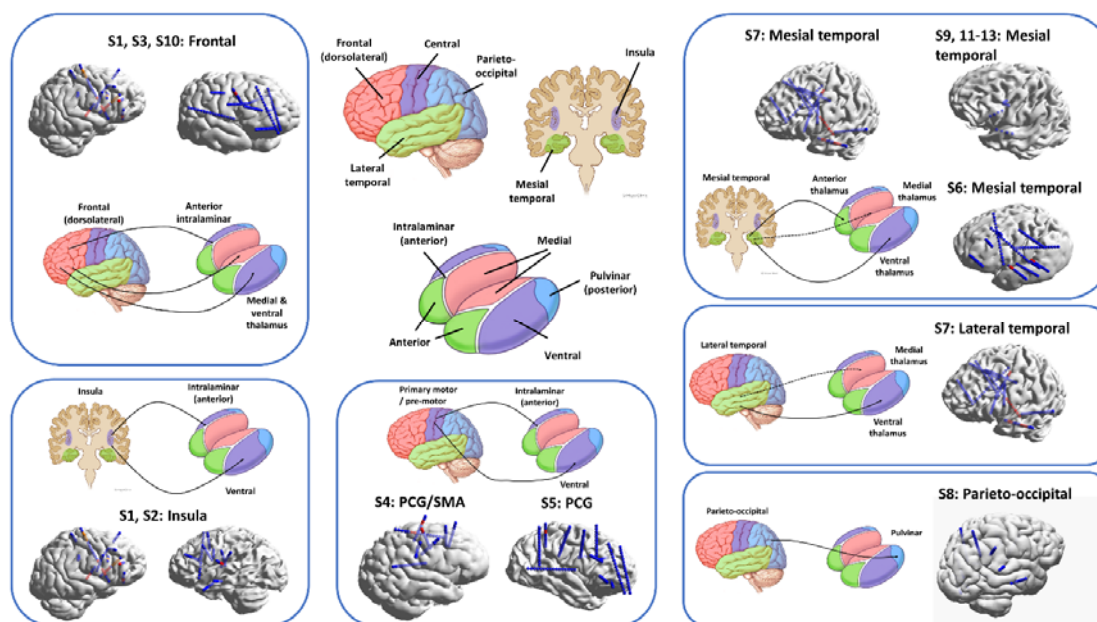 S1, S3, S10: Frontal
Frontal
(dorsolateral)
Anterior
intralaminar
Medial &
ventral
thalamus
Frontal
(dorsolateral)
Central
Parieto-
occipital
Lateral
temporal
Insula
Mesial
temporal
Intralaminar
(anterior)
Medial
Pulvinar
(posterior)
Anterior
Ventral
S7: Mesial temporal
S9, 11-13: Mesial
temporal
Mesial temporal
Anterior
thalamus
Medial
thalamus
Ventral
thalamus
S6: Mesial temporal
Insula
Intralaminar
(anterior)
Ventral
S1, S2: Insula
Primary motor
/ pre-motor
Intralaminar
(anterior)
Ventral
S4: PCG/SMA
S5: PCG
S7: Lateral temporal
Lateral temporal
Medial
thalamus
Ventral
thalamus
S8: Parieto-occipital
Parieto-occipital
Pulvinar